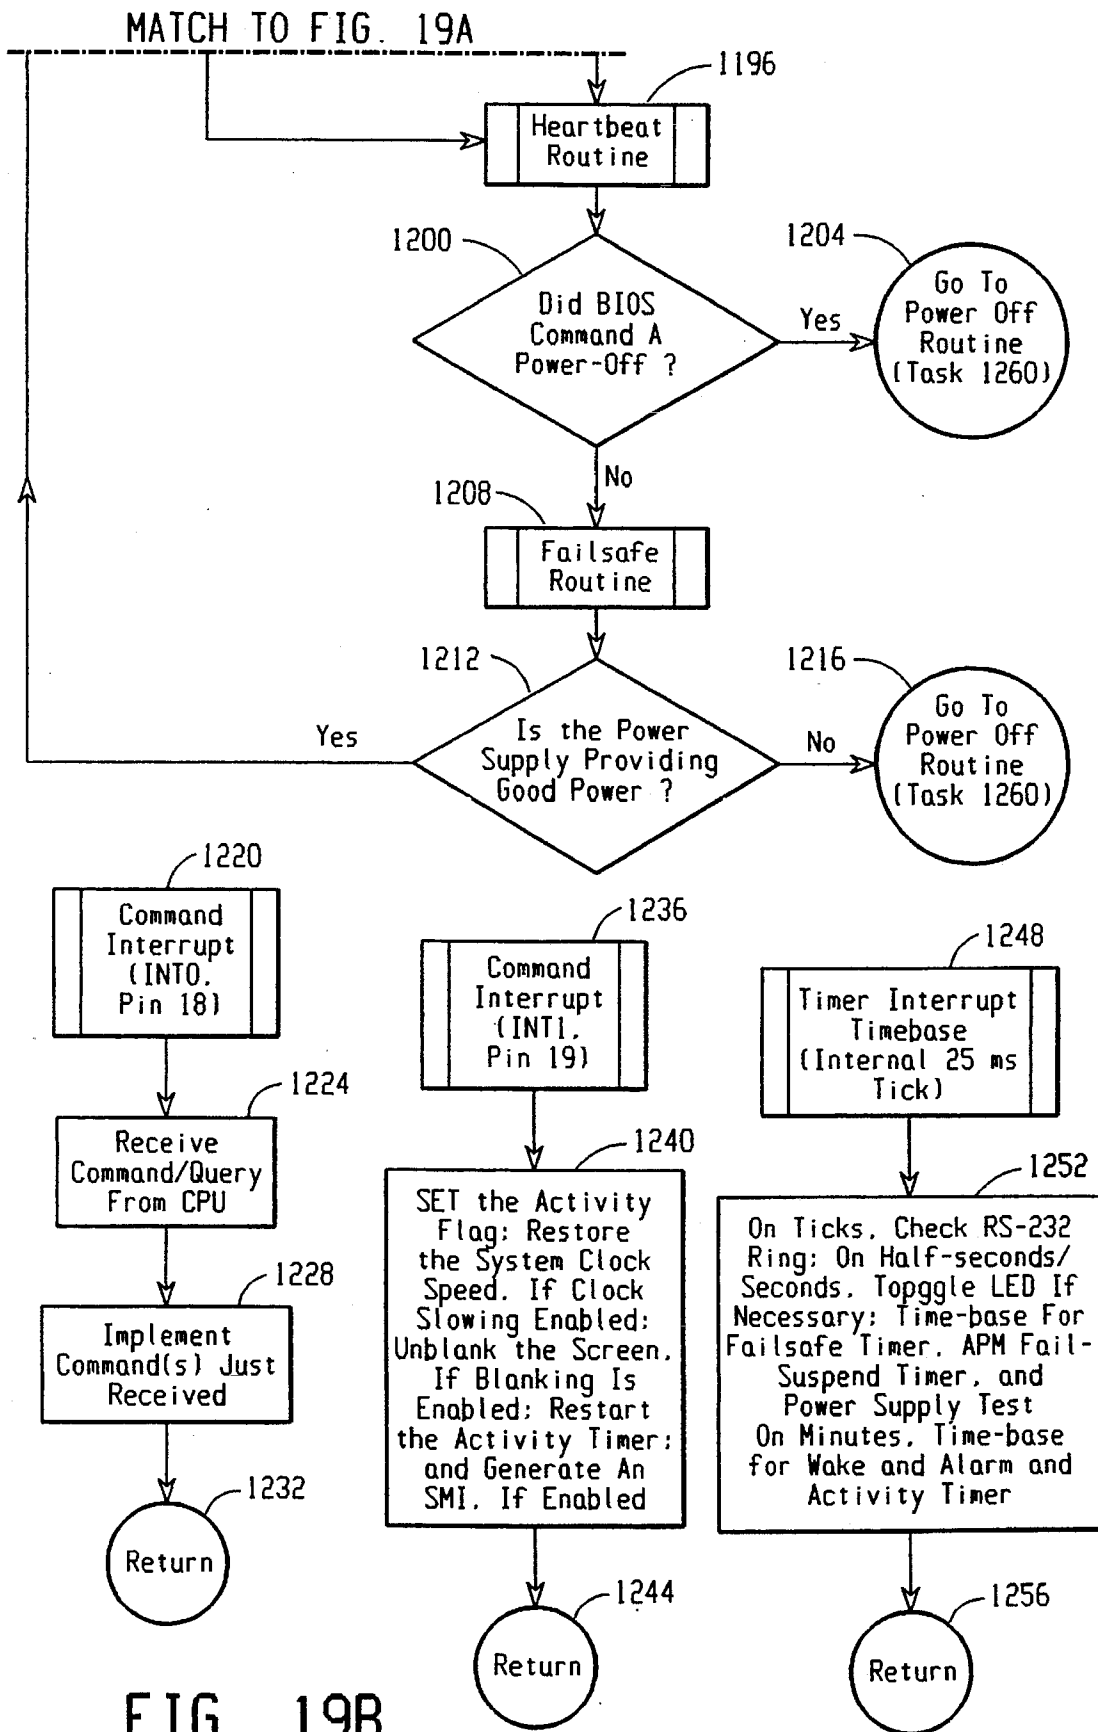 MATCH TO FIG. 19A
1196
Heartbeat
Routine
1200
Did BIOS
Command A
Power-Off ?
Yes
1204
Go To
Power Off
Routine
(Task 1260)
No
1208
Failsafe
Routine
1212
Is the Power
Supply Providing
Good Power ?
Yes
No
1216
Go To
Power Off
Routine
(Task 1260)
1220
Command
Interrupt
(INT0,
Pin 18)
1224
Receive
Command/Query
From CPU
1228
Implement
Command(s) Just
Received
1232
Return
1236
Command
Interrupt
(INT1,
Pin 19)
1240
SET the Activity
Flag; Restore
the System Clock
Speed, If Clock
Slowing Enabled;
Unblank the Screen,
If Blanking Is
Enabled; Restart
the Activity Timer;
and Generate An
SMI, If Enabled
1244
Return
1248
Timer Interrupt
Timebase
(Internal 25 ms
Tick)
1252
On Ticks, Check RS-232
Ring; On Half-seconds/
Seconds, Topggle LED If
Necessary; Time-base For
Failsafe Timer, APM Fail-
Suspend Timer, and
Power Supply Test
On Minutes, Time-base
for Wake and Alarm and
Activity Timer
1256
Return
FIG. 19B